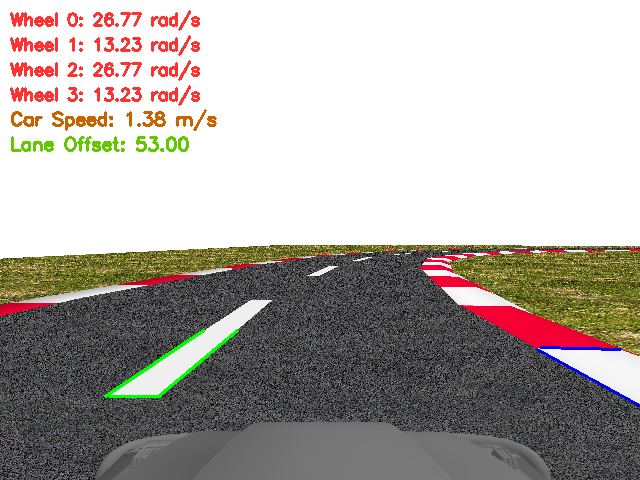 Wheel 0: 26.77 rad/s
Wheel 1: 13.23 rad/s
Wheel 2: 26.77 rad/s
Wheel 3: 13.23 rad/s
Car Speed: 1.38 m/s
Lane Offset: 53.00